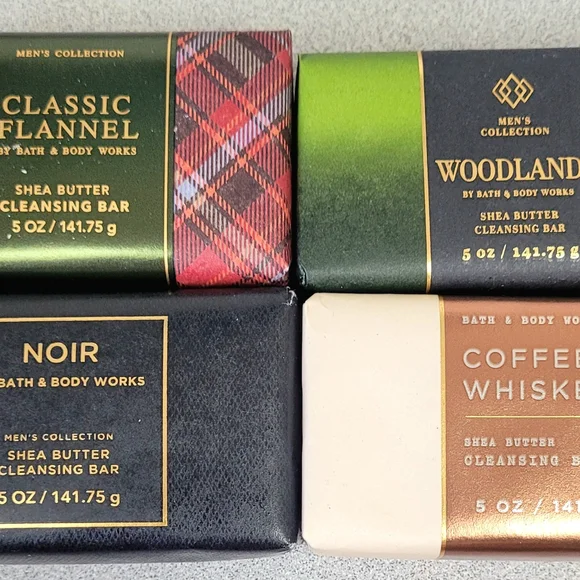 MEN'S COLLECTION
CLASSIC
FLANNEL
BY BATH & BODY WORKS
SHEA BUTTER
CLEANSING BAR
5 OZ / 141.75 g
MEN'S
COLLECTION
WOODLAND
BY BATH & BODY WORKS
SHEA BUTTER
CLEANSING BAR
5 oz / 141.75 g
NOIR
BATH & BODY WORKS
MEN'S COLLECTION
SHEA BUTTER
CLEANSING BAR
5 OZ / 141.75 g
BATH & BODY WO
COFFEE
WHISKE
SHEA BUTTER
CLEANSING B
5 OZ / 141